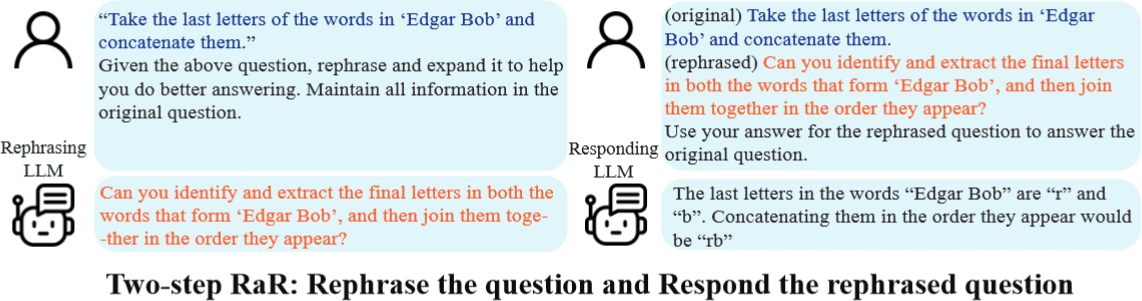 “Take the last letters of the words in ‘Edgar Bob’ and
concatenate them.”
Given the above question, rephrase and expand it to help
you do better answering. Maintain all information in the
original question.
Rephrasing
LLM
Can you identify and extract the final letters in both the
words that form ‘Edgar Bob’, and then join them toge-
-ther in the order they appear?
(original) Take the last letters of the words in ‘Edgar
Bob’ and concatenate them.
(rephrased) Can you identify and extract the final letters
in both the words that form ‘Edgar Bob’, and then join
them together in the order they appear?
Use your answer for the rephrased question to answer the
original question.
Responding
LLM
The last letters in the words “Edgar Bob” are “r” and
“b”. Concatenating them in the order they appear would
be “rb”
Two-step RaR: Rephrase the question and Respond the rephrased question